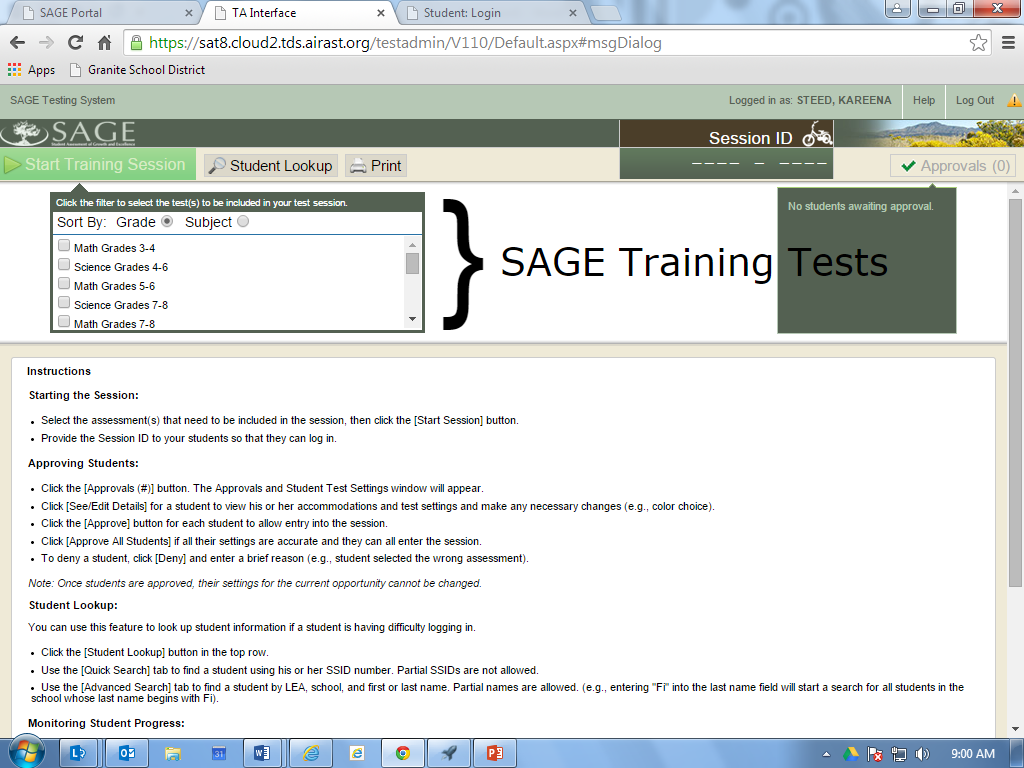 SAGE Portal
TA Interface
Student: Login
https://sat8.cloud2.tds.airast.org/testadmin/V110/Default.aspx#msgDialog
Apps Granite School District
SAGE Testing System
Logged in as: STEED, KAREENA Help Log Out
SAGE
Student Assessment of Growth and Excellence
Session ID
Start Training Session Student Lookup Print
---- - ----
Approvals (0)
Click the filter to select the test(s) to be included in your test session.
Sort By: Grade Subject
Math Grades 3-4
Science Grades 4-6
Math Grades 5-6
Science Grades 7-8
Math Grades 7-8
} SAGE Training Tests
No students awaiting approval.
Instructions
Starting the Session:
• Select the assessment(s) that need to be included in the session, then click the [Start Session] button.
• Provide the Session ID to your students so that they can log in.
Approving Students:
• Click the [Approvals (#)] button. The Approvals and Student Test Settings window will appear.
• Click [See/Edit Details] for a student to view his or her accommodations and test settings and make any necessary changes (e.g., color choice).
• Click the [Approve] button for each student to allow entry into the session.
• Click [Approve All Students] if all their settings are accurate and they can all enter the session.
• To deny a student, click [Deny] and enter a brief reason (e.g., student selected the wrong assessment).
Note: Once students are approved, their settings for the current opportunity cannot be changed.
Student Lookup:
You can use this feature to look up student information if a student is having difficulty logging in.
• Click the [Student Lookup] button in the top row.
• Use the [Quick Search] tab to find a student using his or her SSID number. Partial SSIDs are not allowed.
• Use the [Advanced Search] tab to find a student by LEA, school, and first or last name. Partial names are allowed. (e.g., entering "Fi" into the last name field will start a search for all students in the
school whose last name begins with Fi).
Monitoring Student Progress:
31
9:00 AM